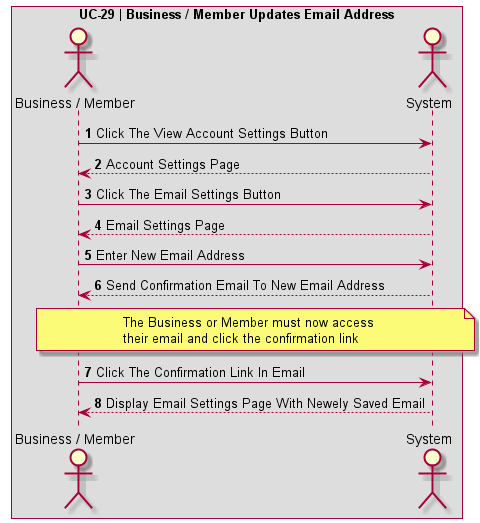 UC-29 | Business / Member Updates Email Address
Business / Member System
1 Click The View Account Settings Button
2 Account Settings Page
3 Click The Email Settings Button
4 Email Settings Page
5 Enter New Email Address
6 Send Confirmation Email To New Email Address
The Business or Member must now access
their email and click the confirmation link
7 Click The Confirmation Link In Email
8 Display Email Settings Page With Newly Saved Email
Business / Member System